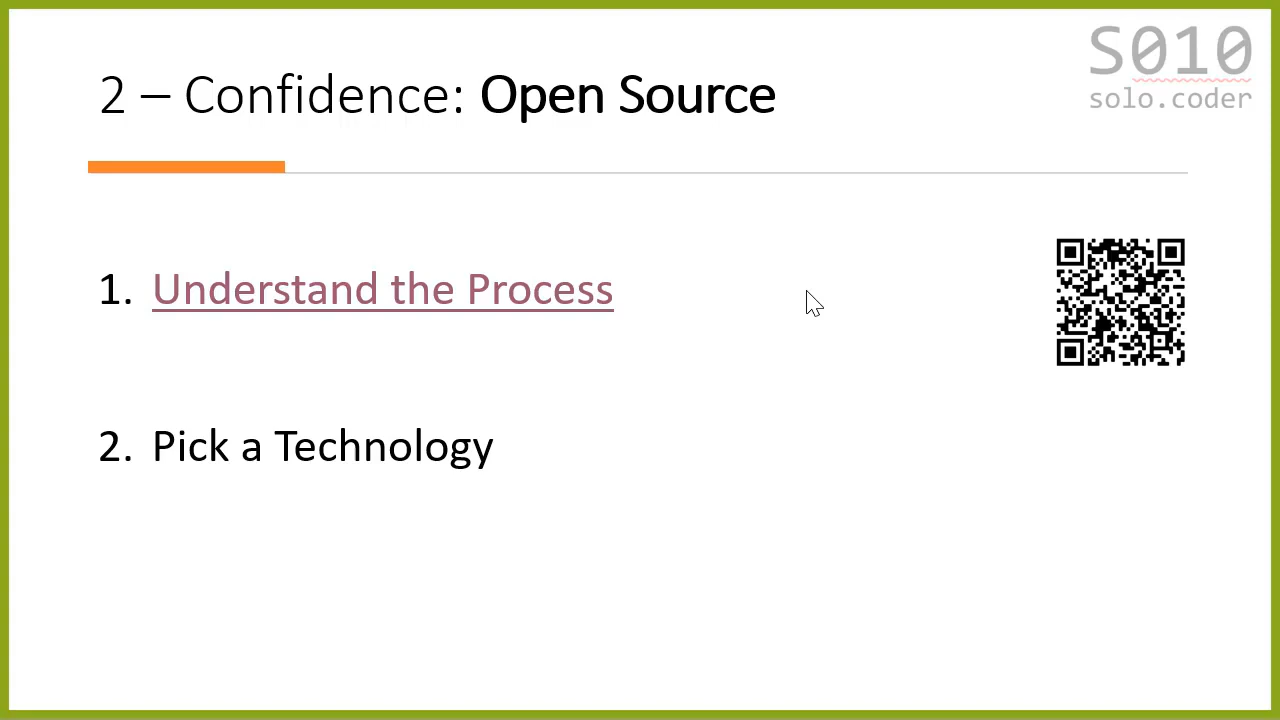 S010
solo.coder
2 – Confidence: Open Source
1. Understand the Process
2. Pick a Technology